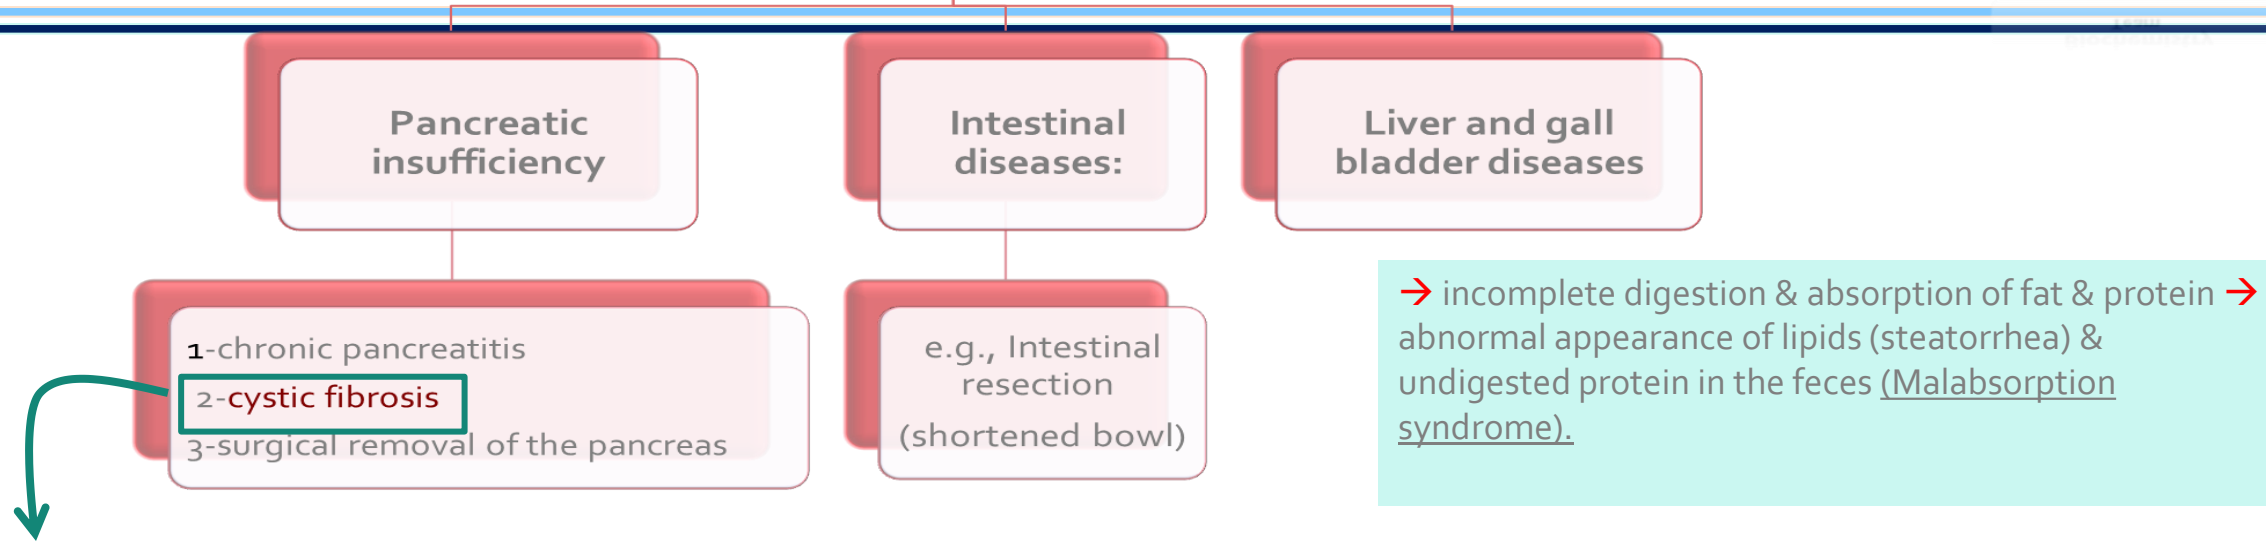 Pancreatic
insufficiency
Intestinal
diseases:
Liver and gall
bladder diseases
1-chronic pancreatitis
2-cystic fibrosis
3-surgical removal of the pancreas
e.g., Intestinal
resection
(shortened bowl)
→ incomplete digestion & absorption of fat & protein →
abnormal appearance of lipids (steatorrhea) &
undigested protein in the feces (Malabsorption
syndrome).